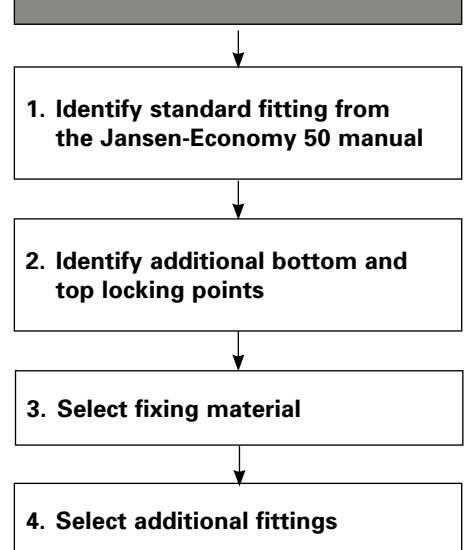 1. Identify standard fitting from
the Jansen-Economy 50 manual
2. Identify additional bottom and
top locking points
3. Select fixing material
4. Select additional fittings